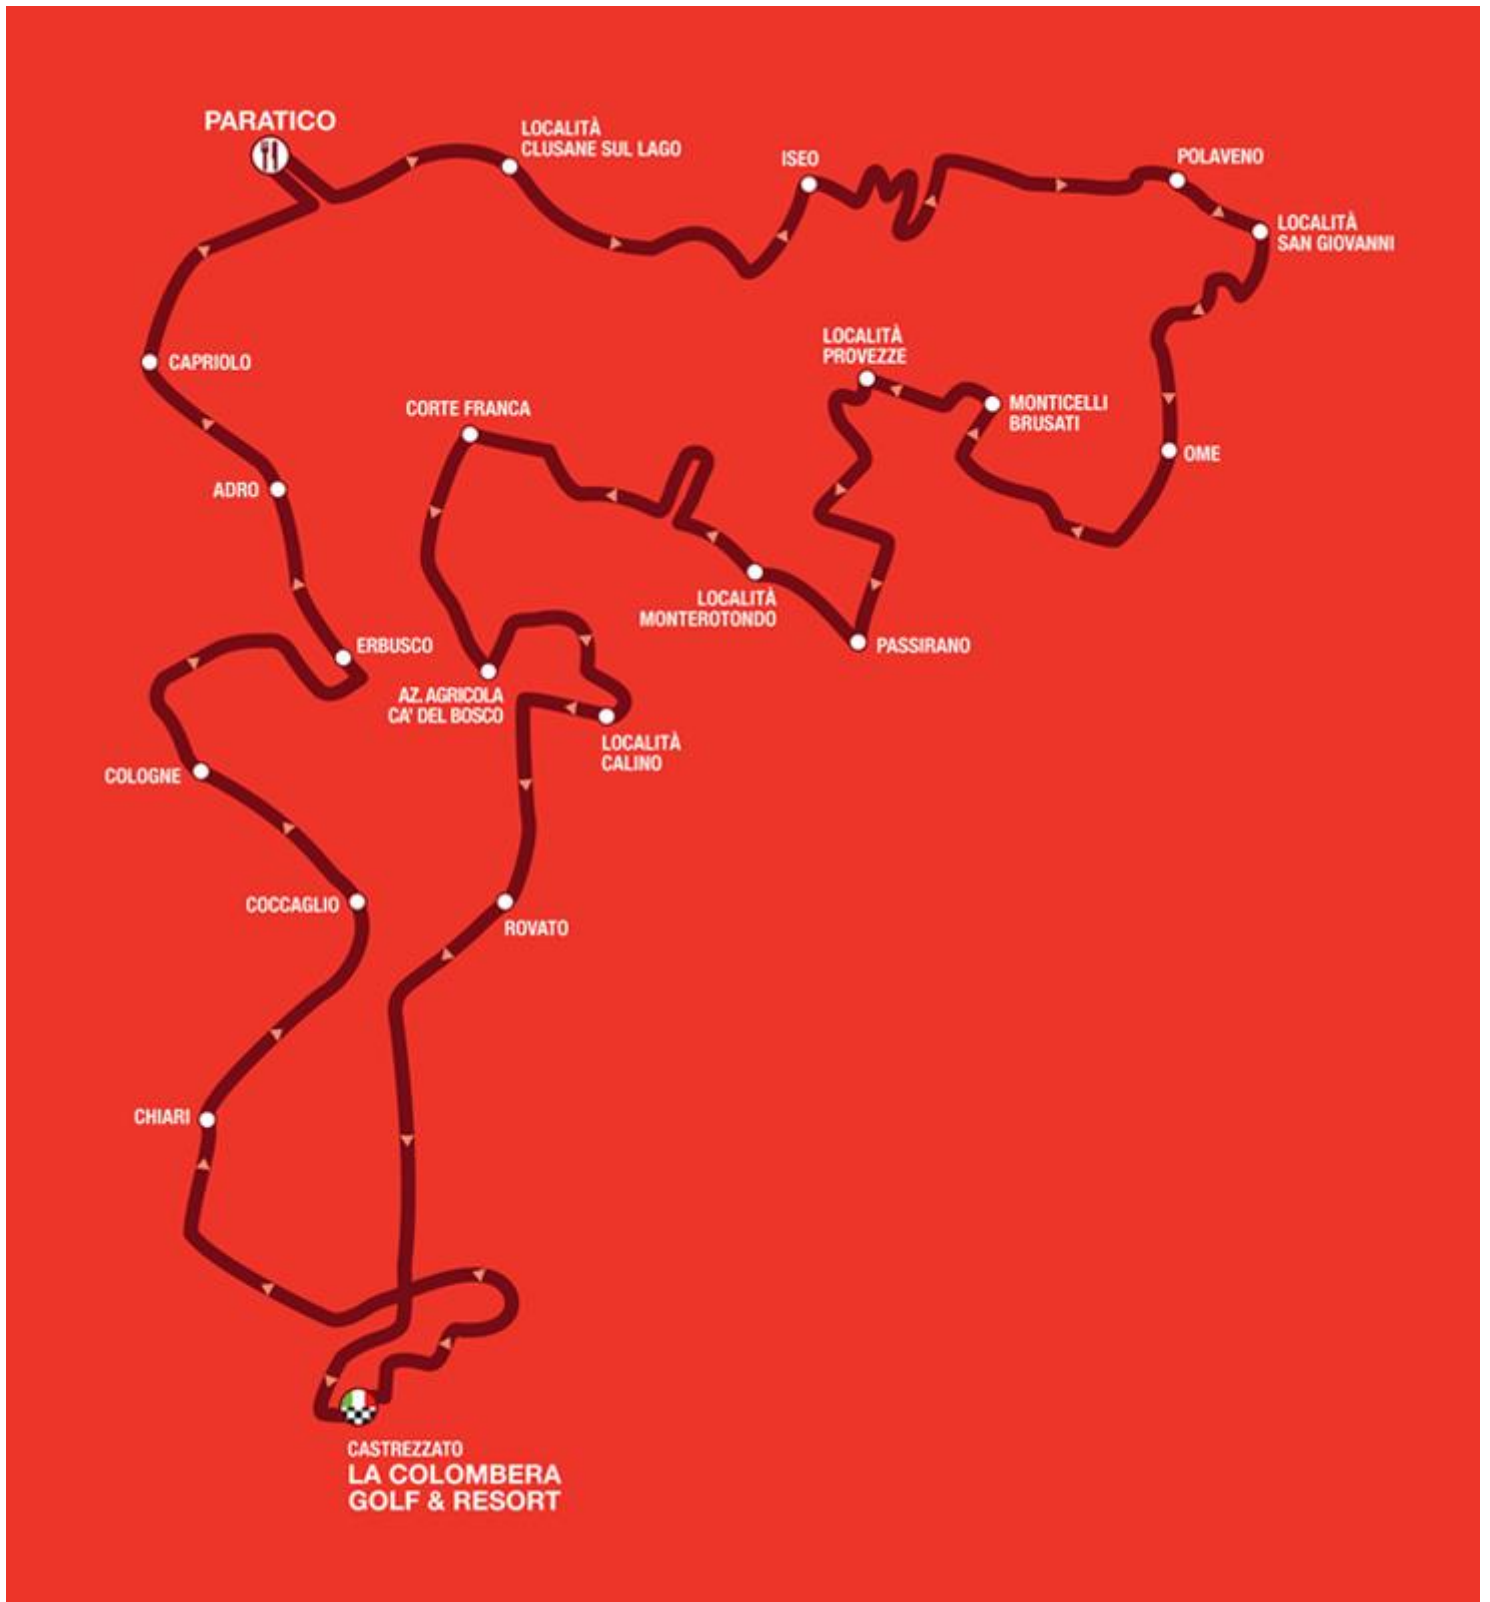 PARATICO
LOCALITÀ
CLUSANE SUL LAGO
ISEO
POLAVENO
LOCALITÀ
SAN GIOVANNI
LOCALITÀ
PROVEZZE
CAPRIOLO
CORTE FRANCA
MONTICELLI
BRUSATI
OME
ADRO
LOCALITÀ
MONTEROTONDO
PASSIRANO
ERBUSCO
AZ. AGRICOLA
CA' DEL BOSCO
LOCALITÀ
CALINO
COLOGNE
COCCAGLIO
ROVATO
CHIARI
CASTREZZATO
LA COLOMBERA
GOLF & RESORT